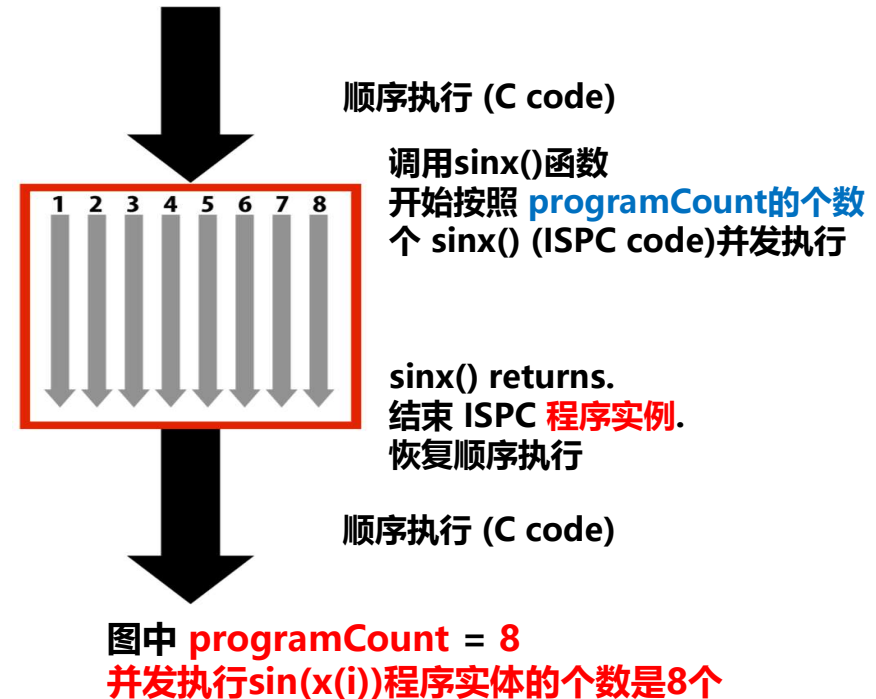 顺序执行 (C code)
调用sinx()函数
开始按照 programCount的个数
个 sinx() (ISPC code)并发执行
1 2 3 4 5 6 7 8
sinx() returns.
结束 ISPC 程序实例.
恢复顺序执行
顺序执行 (C code)
图中 programCount = 8
并发执行sin(x(i))程序实体的个数是8个